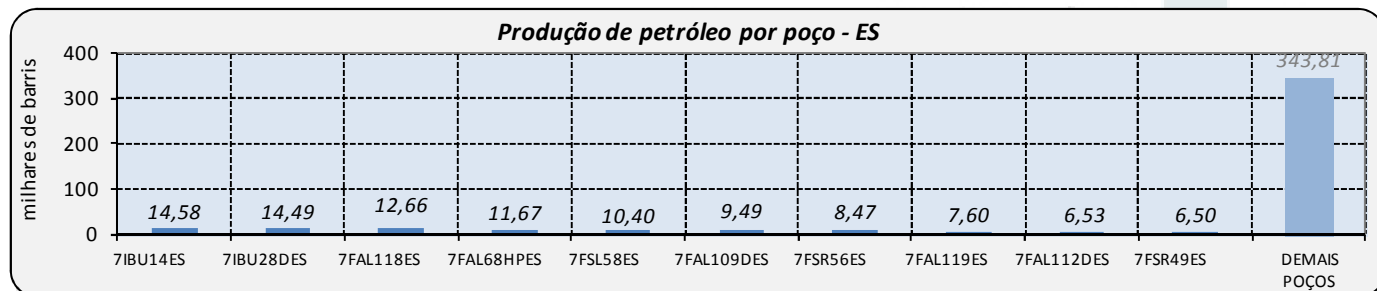 Produção de petróleo por poço - ES
milhares de barris
400
300
200
100
0
343,81
14,58 14,49 12,66 11,67 10,40 9,49 8,47 7,60 6,53 6,50
7IBU14ES 7IBU28DES 7FAL118ES 7FAL68HPES 7FSL58ES 7FAL109DES 7FSR56ES 7FAL119ES 7FAL112DES 7FSR49ES DEMAIS
POÇOS